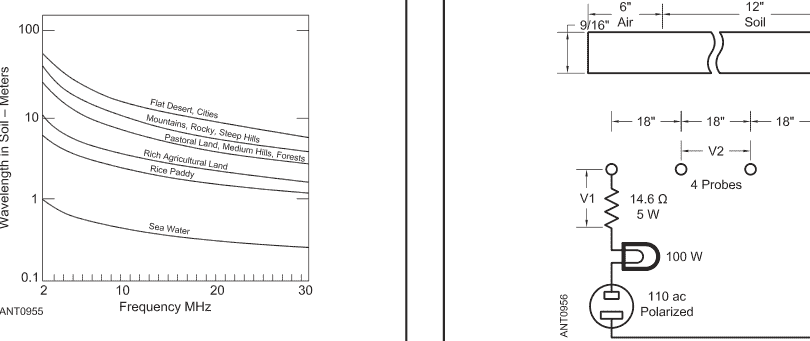 100
10
1
0.1
Wavelength in Soil – Meters
Flat Desert, Cities
Mountains, Rocky, Steep Hills
Pastoral Land, Medium Hills, Forests
Rich Agricultural Land
Rice Paddy
Sea Water
2 10 20 30
Frequency MHz
ANT0955
6" 12"
Air Soil
9/16"
18" 18" 18"
V2
4 Probes
V1
14.6 Ω
5 W
100 W
110 ac
Polarized
ANT0956